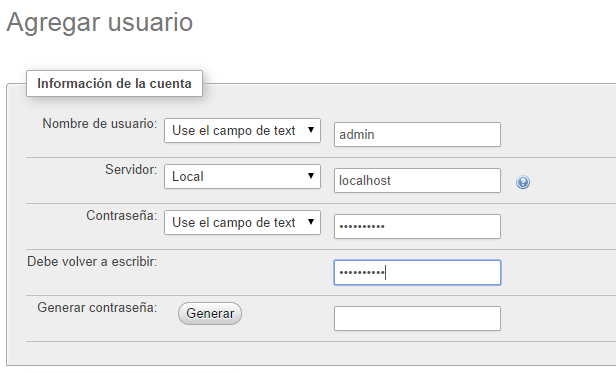 Agregar usuario
Información de la cuenta
Nombre de usuario: Use el campo de text admin
Servidor: Local localhost
Contraseña: Use el campo de text ••••••••••
Debe volver a escribir: ••••••••••
Generar contraseña: Generar